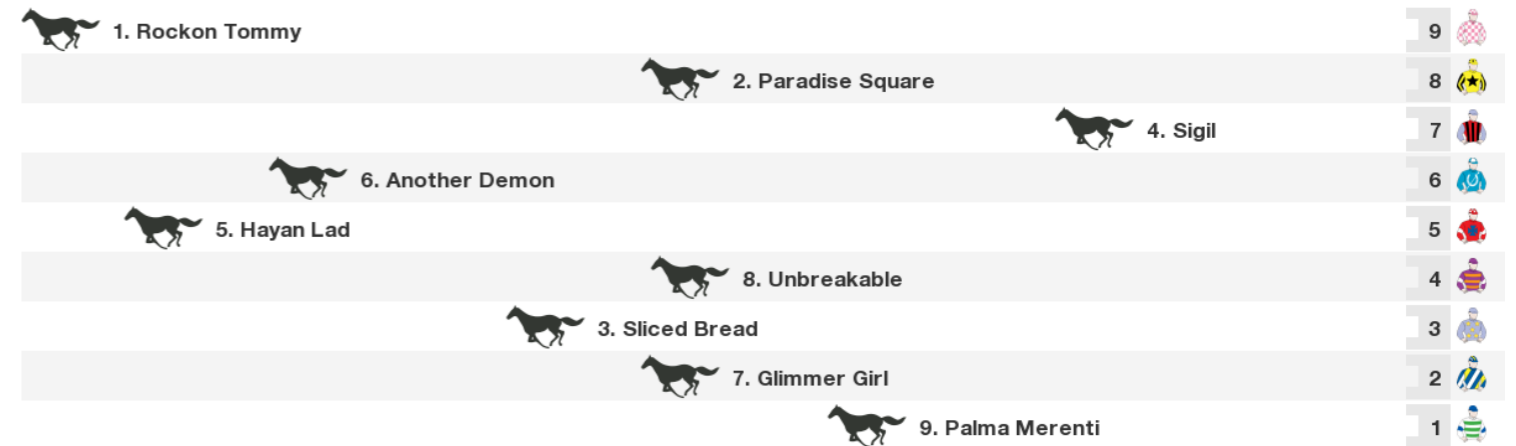 1. Rockon Tommy 9
2. Paradise Square 8
4. Sigil 7
6. Another Demon 6
5. Hayan Lad 5
8. Unbreakable 4
3. Sliced Bread 3
7. Glimmer Girl 2
9. Palma Merenti 1